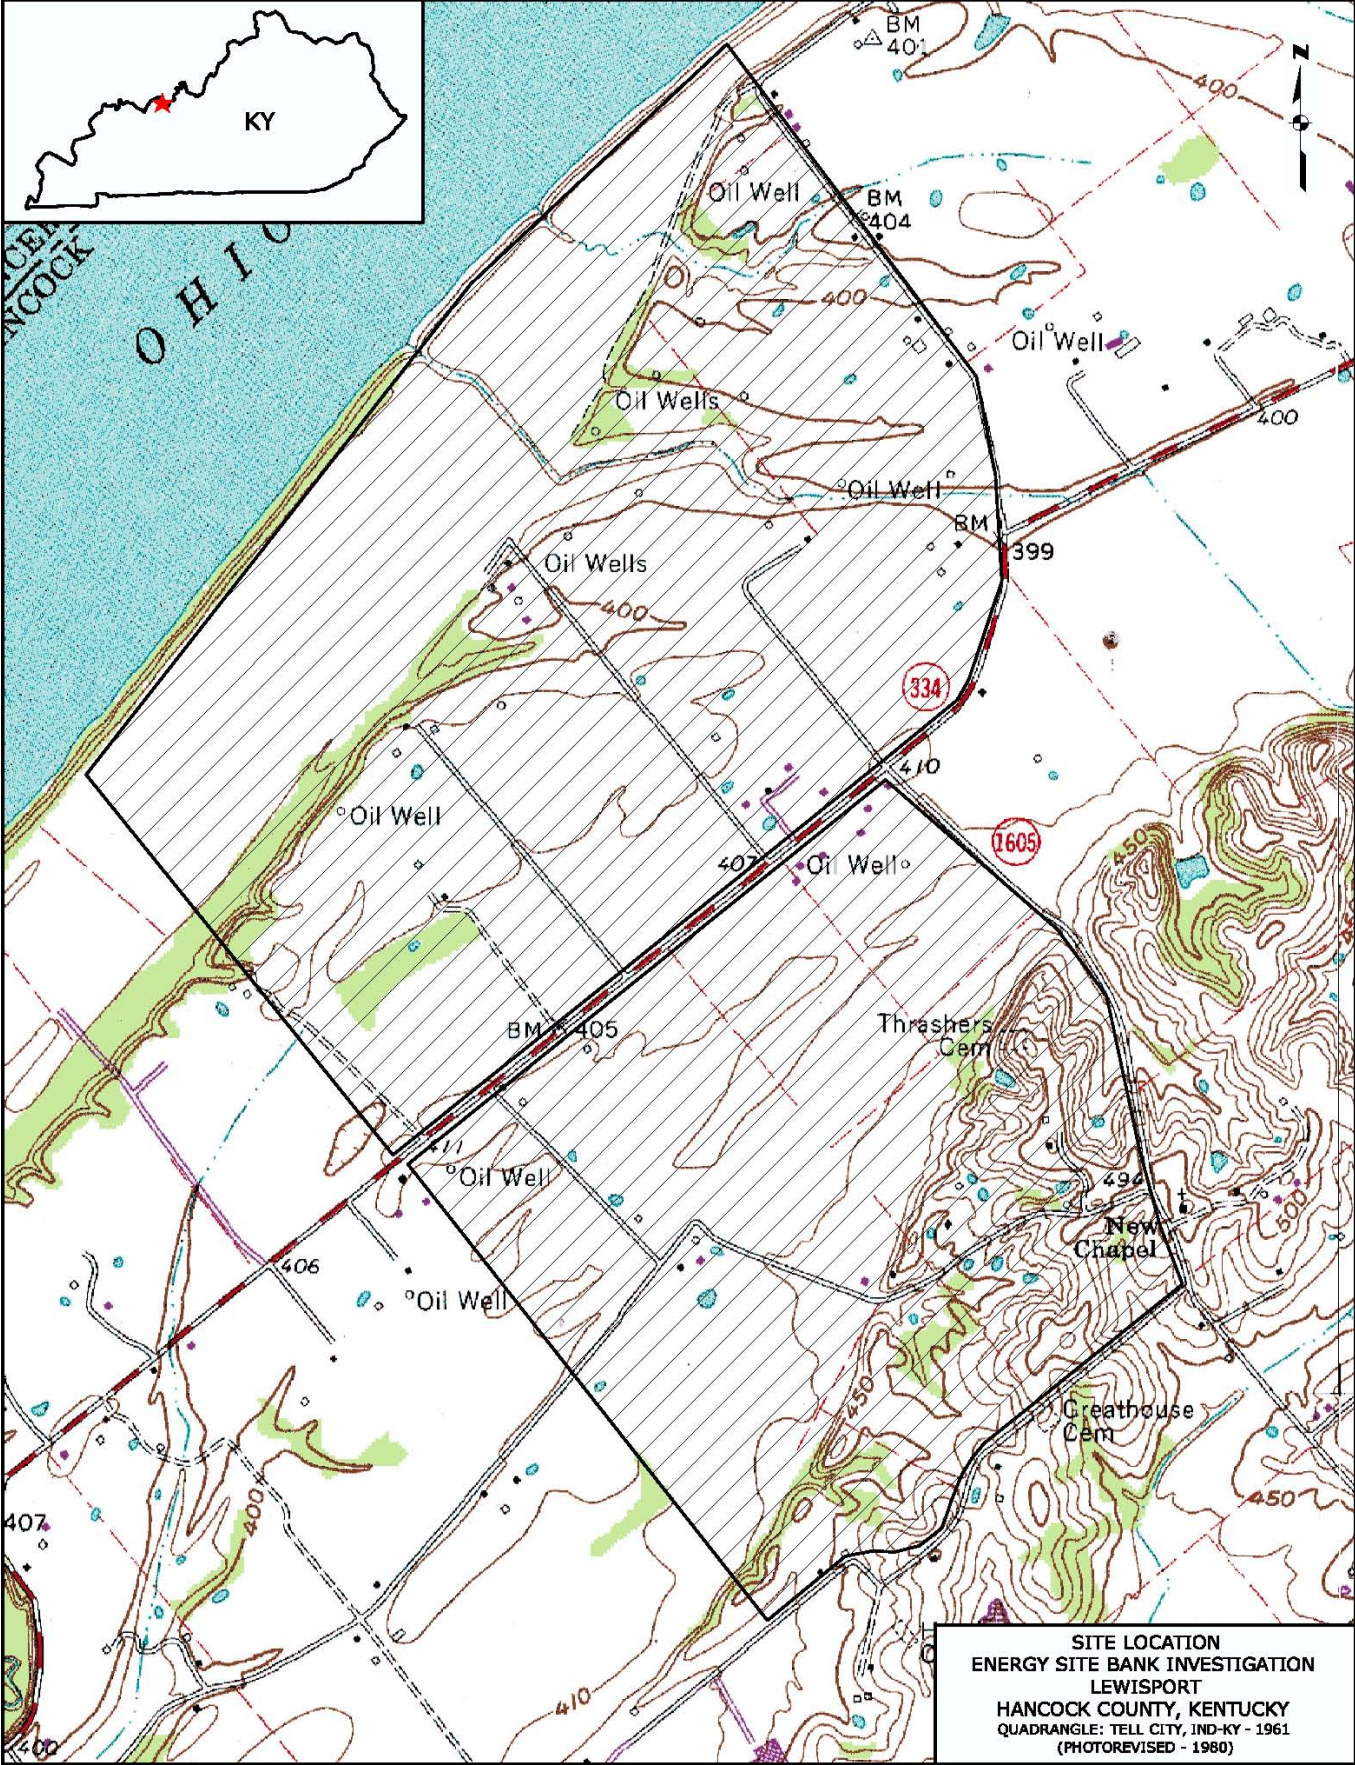 KY
N
BM
401
400
NCOCK
OHIO
Oil Well
BM
404
400
Oil Well
Oil Wells
400
Oil Well
BM
399
Oil Wells
400
334
410
Oil Well
1605
450
407
Oil Well
BM 405
Thrashers
Cem
411
Oil Well
494
New
Chapel
500
406
Oil Well
450
Greathouse
Cem
450
407
400
410
400
SITE LOCATION
ENERGY SITE BANK INVESTIGATION
LEWISPORT
HANCOCK COUNTY, KENTUCKY
QUADRANGLE: TELL CITY, IND-KY - 1961
(PHOTOREVISED - 1980)